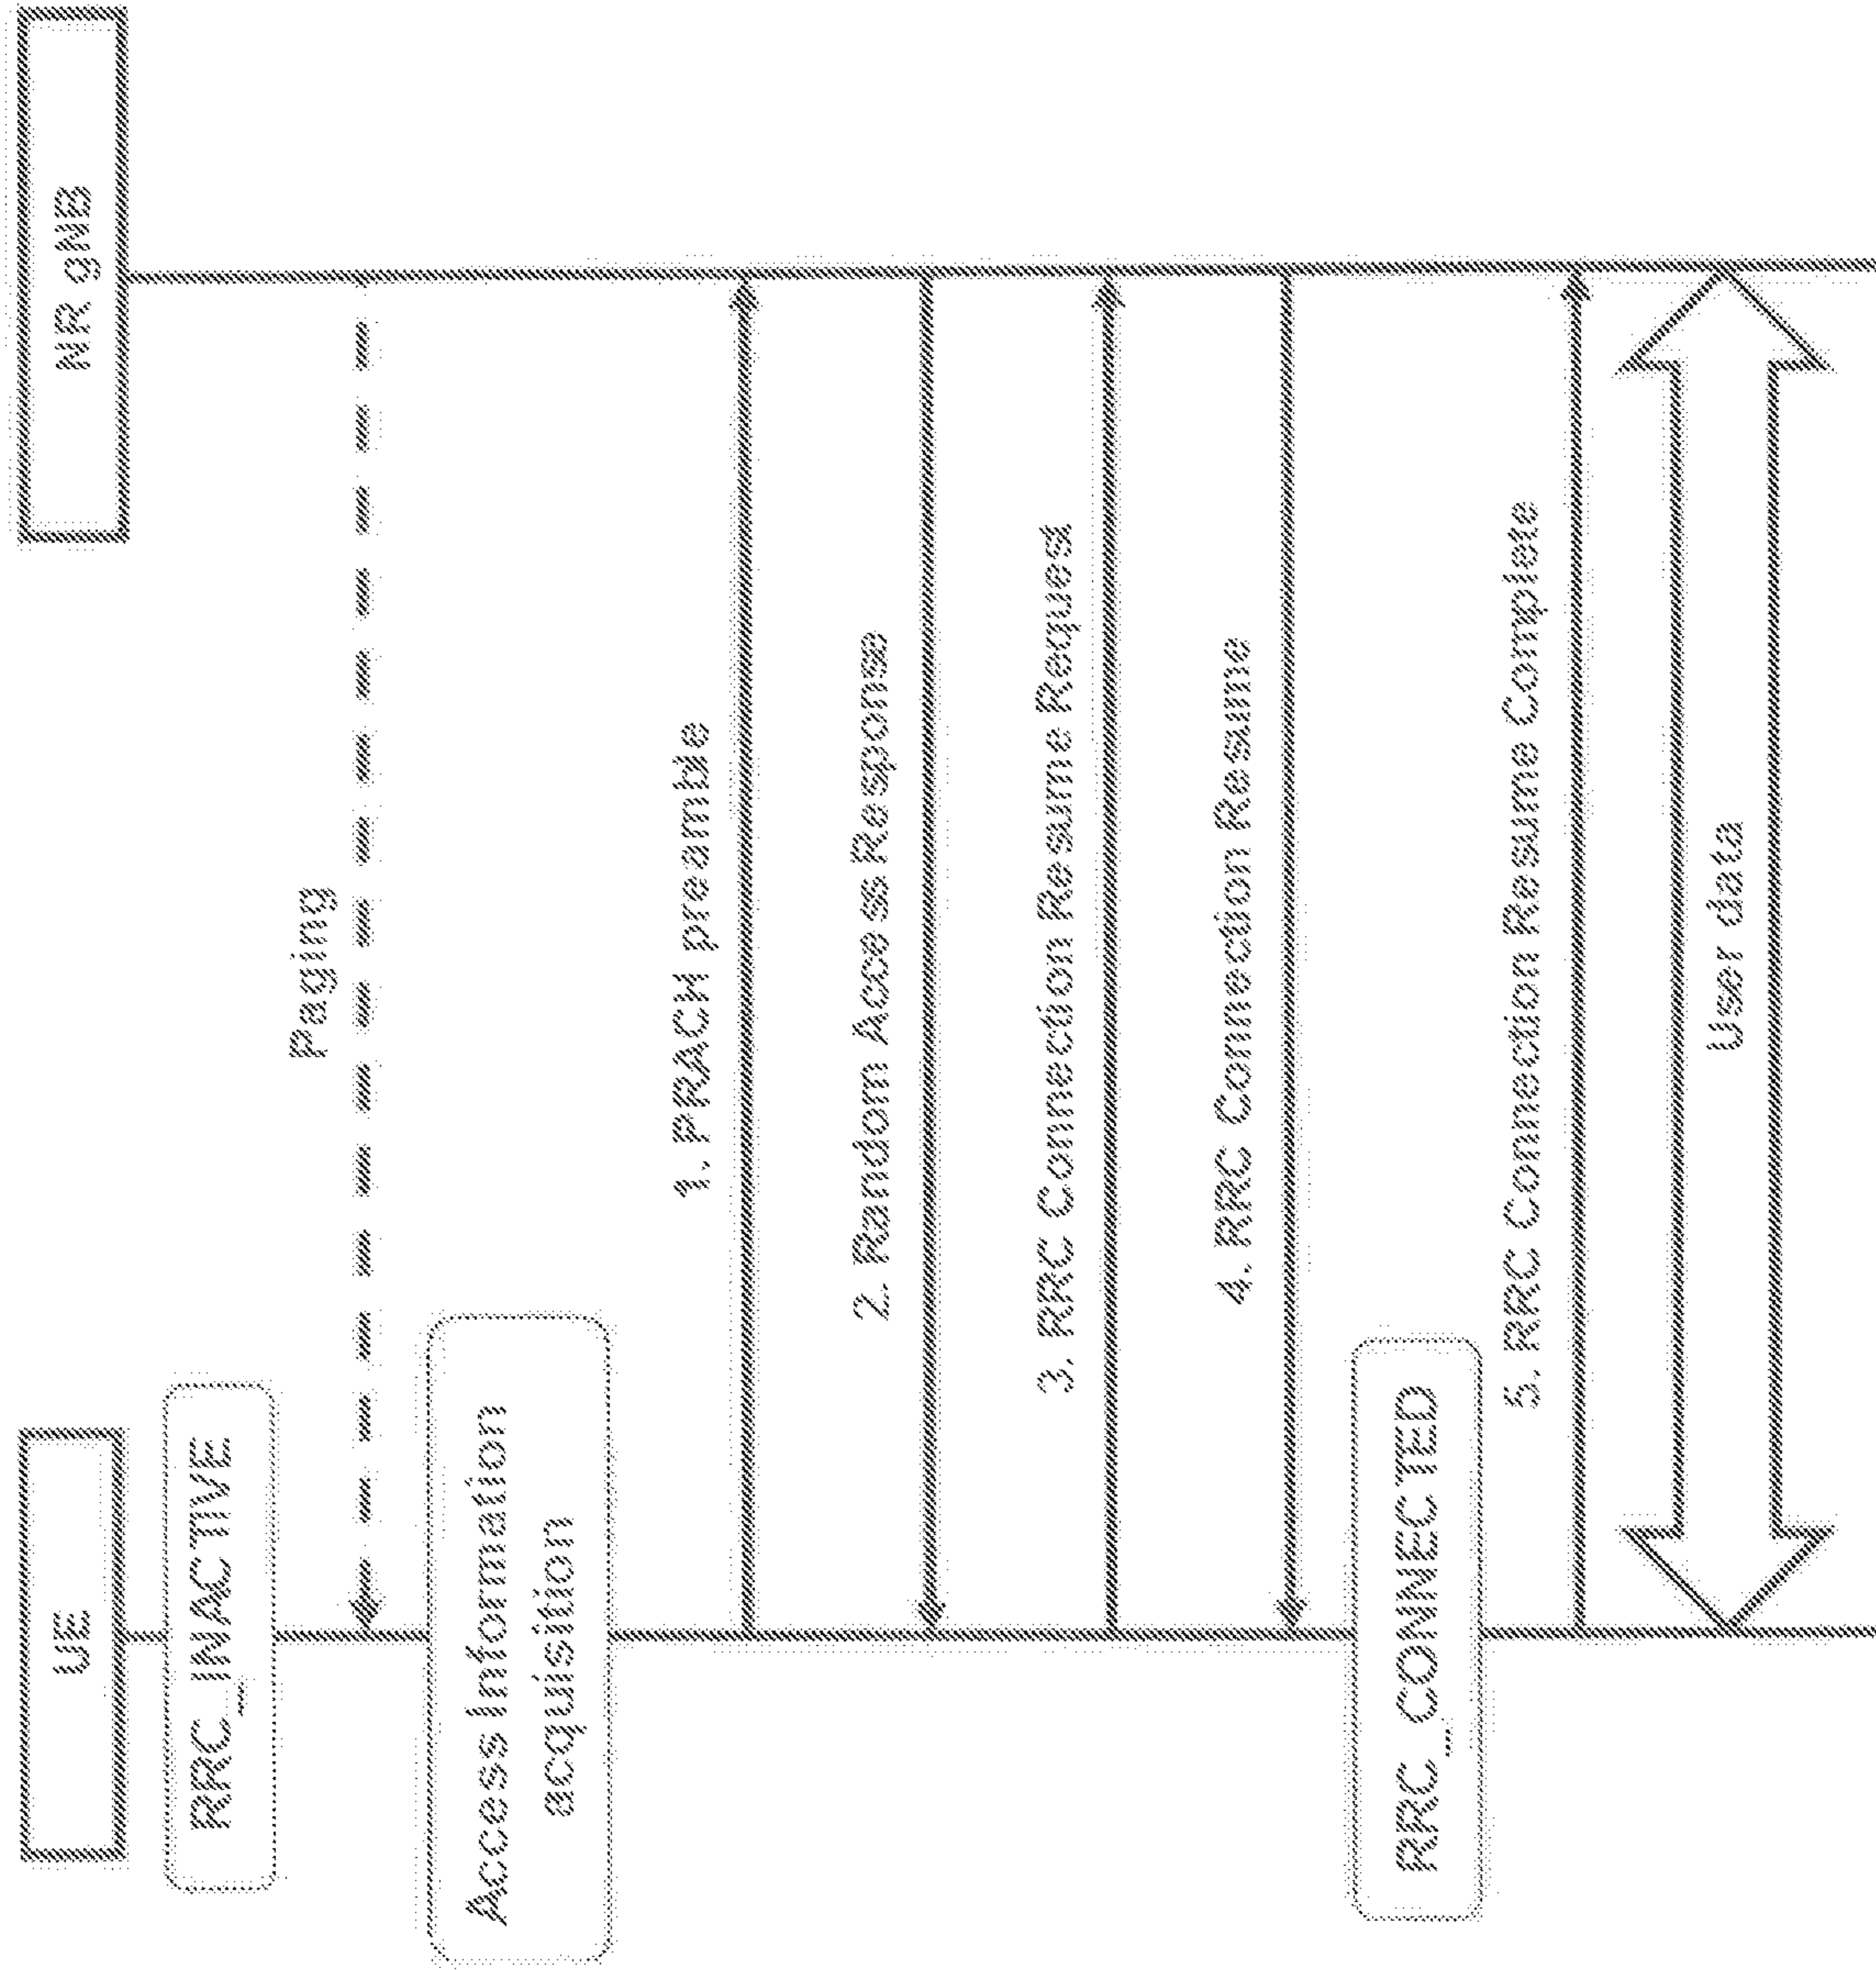 UE
NR gNB
RRC_INACTIVE
Paging
Access Information
acquisition
1. PRACH preamble
2. Random Access Response
3. RRC Connection Resume Request
4. RRC Connection Resume
RRC_CONNECTED
5. RRC Connection Resume Complete
User data